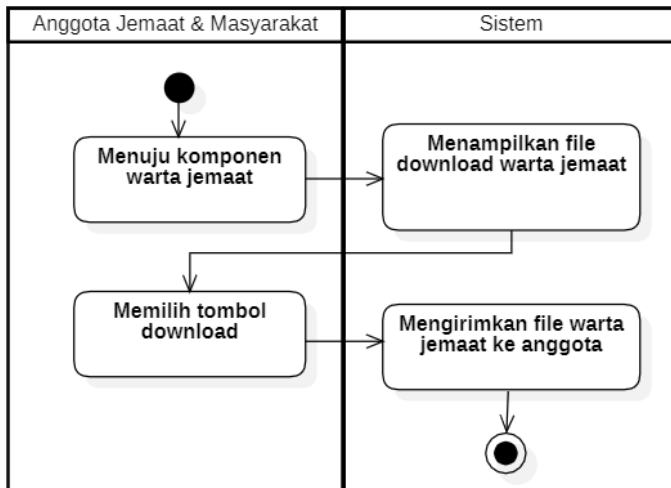 Anggota Jemaat & Masyarakat
Sistem
Menuju komponen
warta jemaat
Menampilkan file
download warta jemaat
Memilih tombol
download
Mengirimkan file warta
jemaat ke anggota